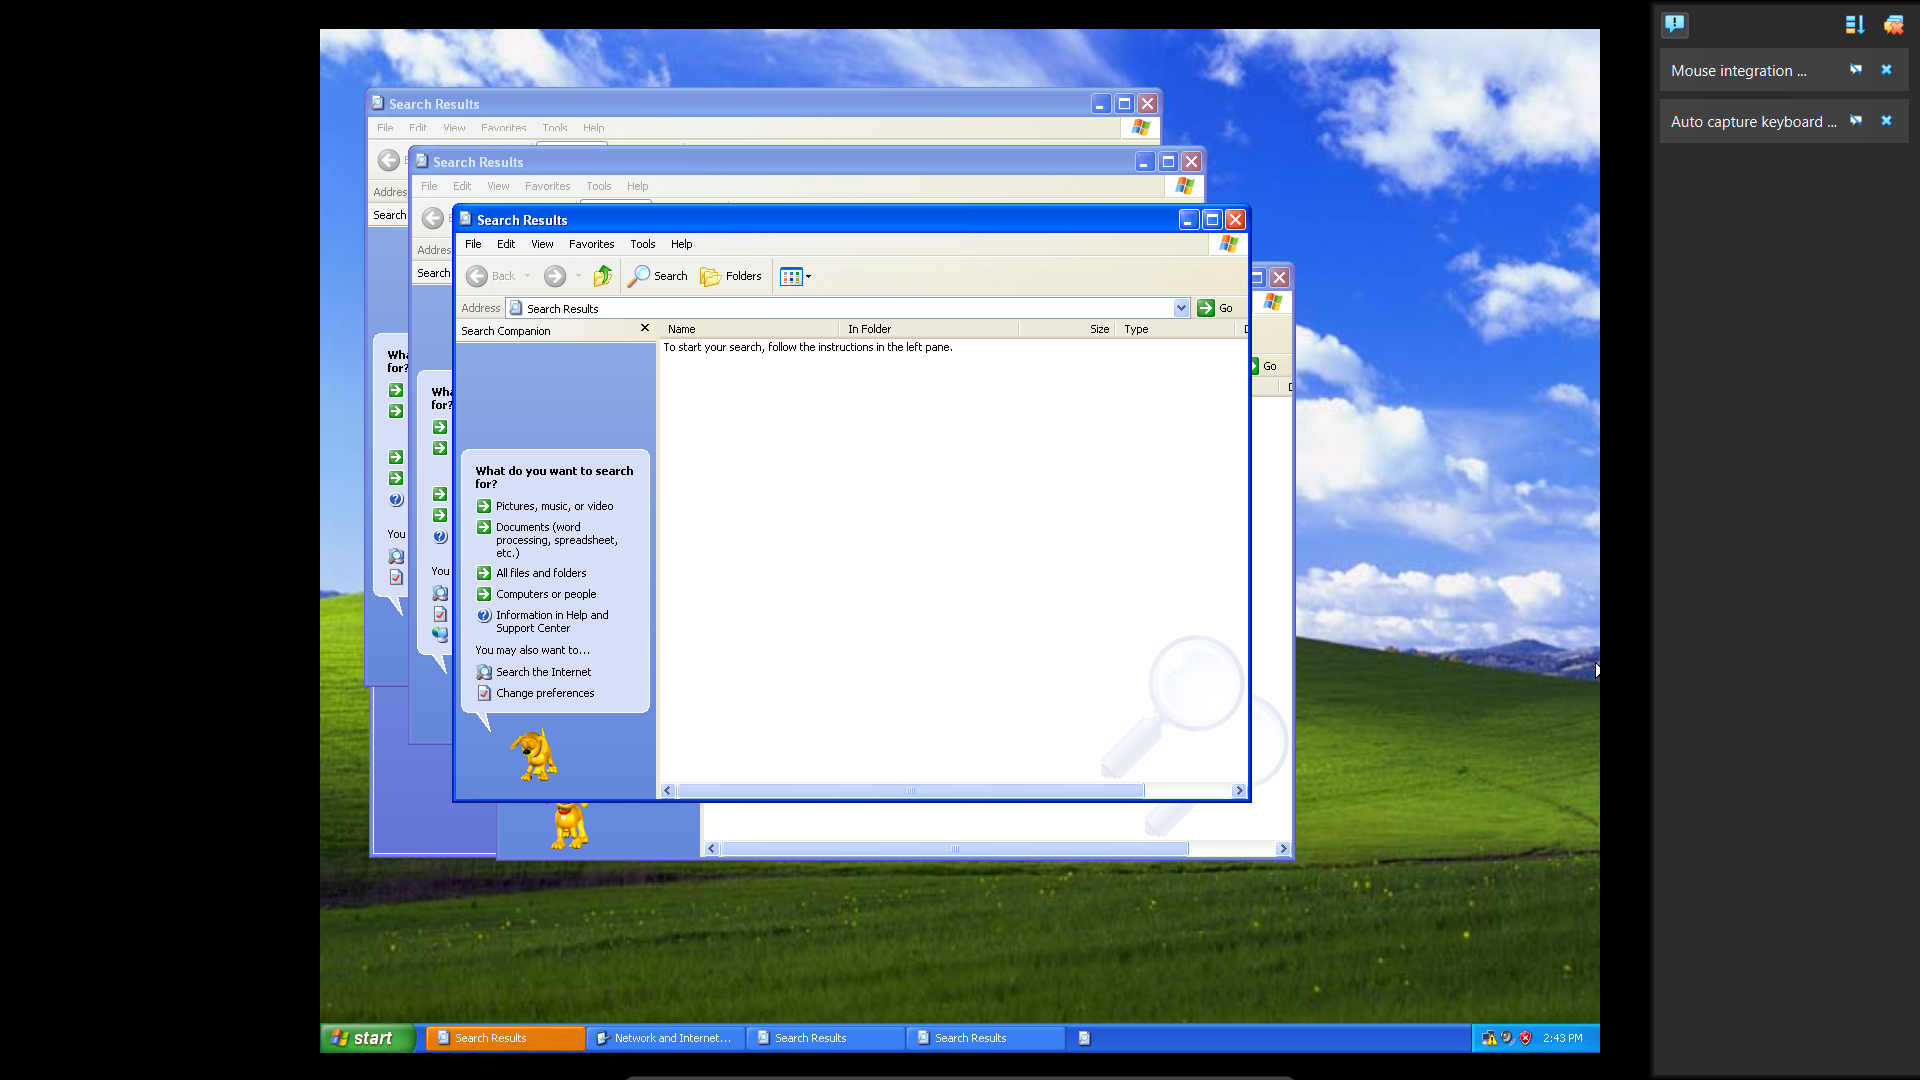 Mouse integration ...
Auto capture keyboard ...
Search Results
File Edit View Favorites Tools Help
Addres
Search
Wha
for?
You
Search Results
File Edit View Favorites Tools Help
Addres
Search
Wha
for?
You
Search Results
File Edit View Favorites Tools Help
Back Search Folders
Address Search Results Go
Search Companion
Name In Folder Size Type
To start your search, follow the instructions in the left pane.
What do you want to search
for?
Pictures, music, or video
Documents (word
processing, spreadsheet,
etc.)
All files and folders
Computers or people
Information in Help and
Support Center
You may also want to...
Search the Internet
Change preferences
Go
start Search Results Network and Internet... Search Results Search Results 2:43 PM